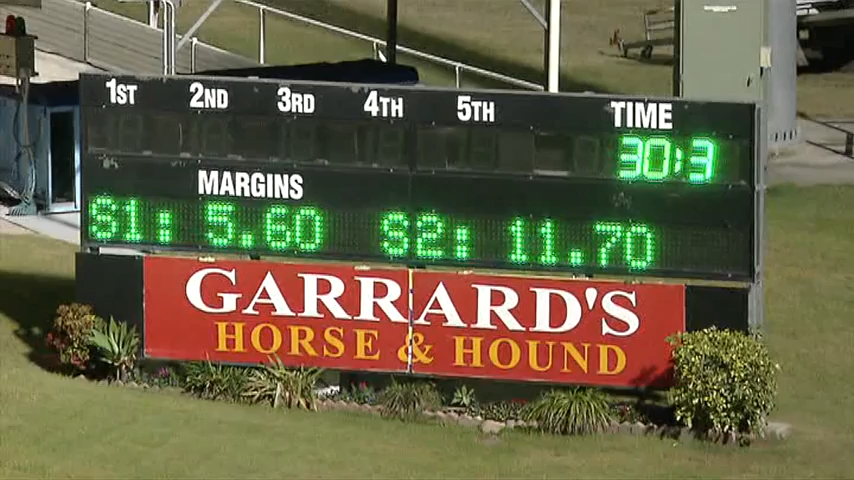 1ST 2ND 3RD 4TH 5TH TIME
30:3
MARGINS
S1: 5.60 S2: 11.70
GARRARD'S
HORSE & HOUND